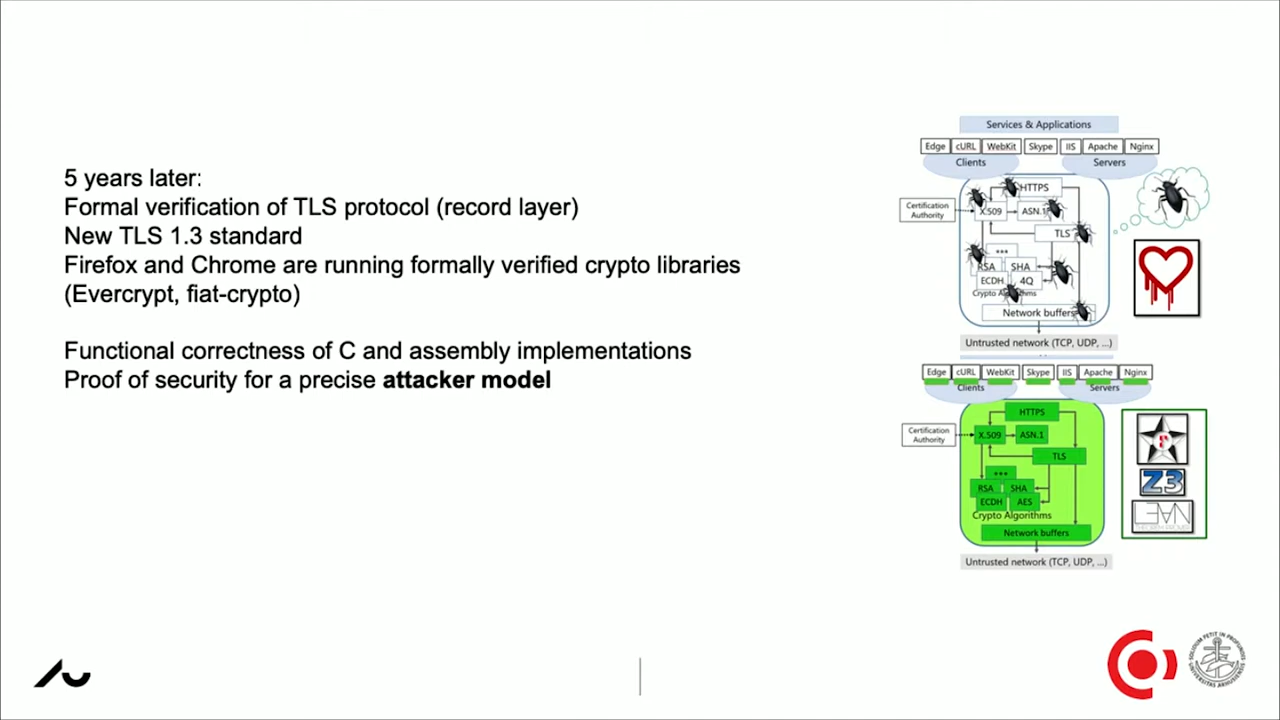 5 years later:
Formal verification of TLS protocol (record layer)
New TLS 1.3 standard
Firefox and Chrome are running formally verified crypto libraries
(Evercrypt, fiat-crypto)
Functional correctness of C and assembly implementations
Proof of security for a precise attacker model
Services & Applications
Edge cURL WebKit Skype IIS Apache Nginx
Clients Servers
HTTPS
Certification
Authority
X.509 ASN.1
TLS
***
RSA SHA
ECDH 4Q
Crypto Algorithms
Network buffers
Untrusted network (TCP, UDP, ...)
Edge cURL WebKit Skype IIS Apache Nginx
Clients Servers
HTTPS
Certification
Authority
X.509 ASN.1
TLS
***
RSA SHA
ECDH AES
Crypto Algorithms
Network buffers
Untrusted network (TCP, UDP, ...)
Z3